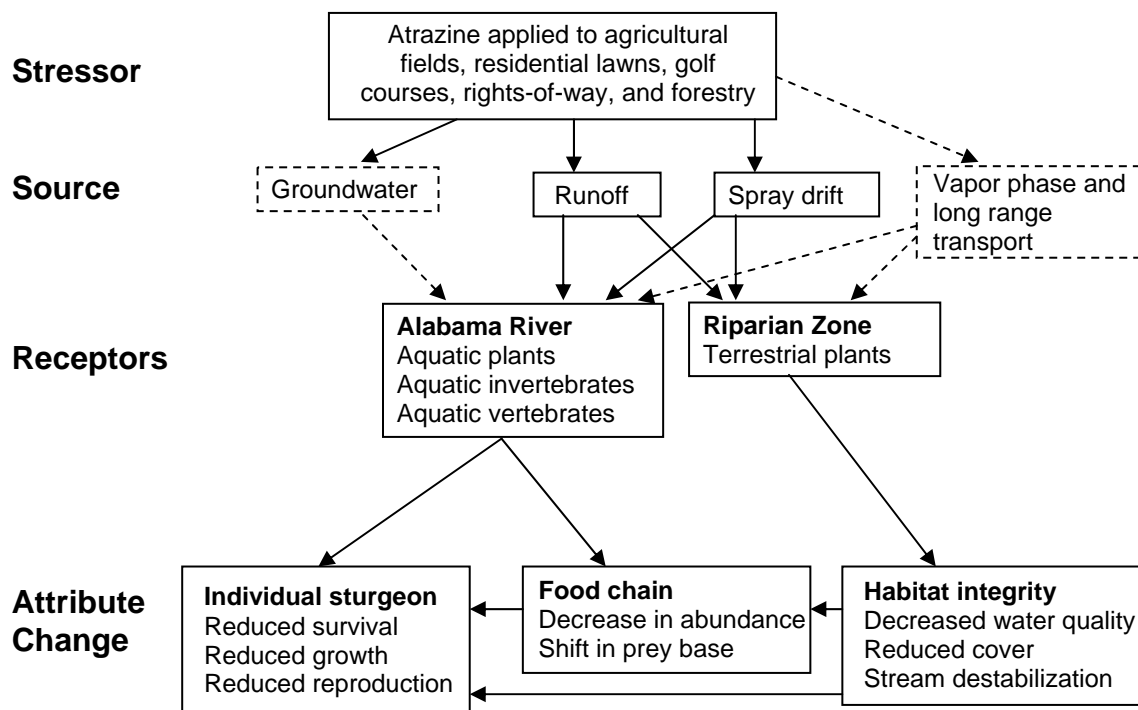 Stressor
Atrazine applied to agricultural
fields, residential lawns, golf
courses, rights-of-way, and forestry
Source
Groundwater
Runoff
Spray drift
Vapor phase and
long range
transport
Receptors
Alabama River
Aquatic plants
Aquatic invertebrates
Aquatic vertebrates
Riparian Zone
Terrestrial plants
Attribute
Change
Individual sturgeon
Reduced survival
Reduced growth
Reduced reproduction
Food chain
Decrease in abundance
Shift in prey base
Habitat integrity
Decreased water quality
Reduced cover
Stream destabilization